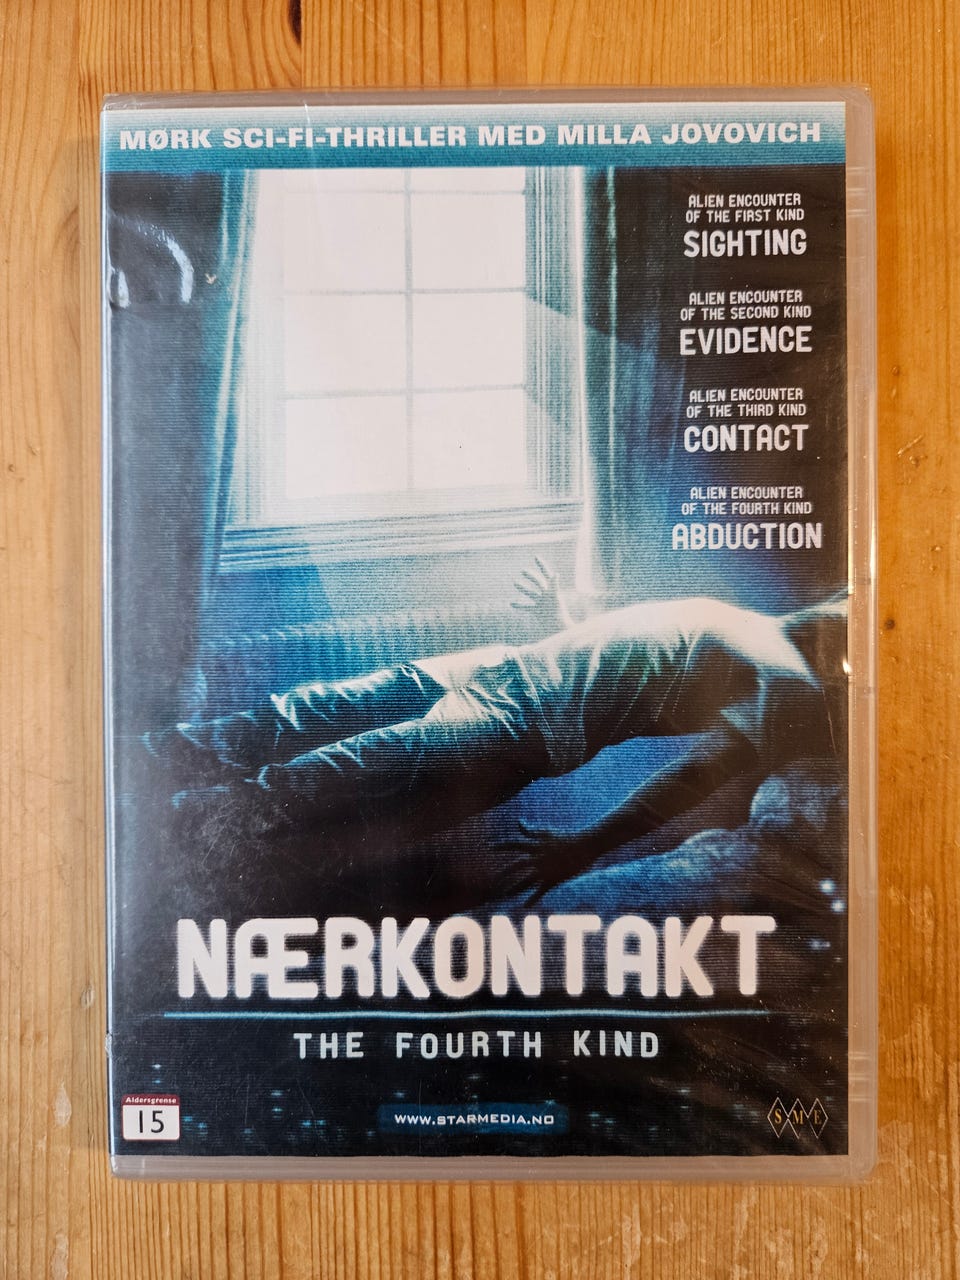 MØRK SCI-FI-THRILLER MED MILLA JOVOVICH
ALIEN ENCOUNTER
OF THE FIRST KIND
SIGHTING
ALIEN ENCOUNTER
OF THE SECOND KIND
EVIDENCE
ALIEN ENCOUNTER
OF THE THIRD KIND
CONTACT
ALIEN ENCOUNTER
OF THE FOURTH KIND
ABDUCTION
NÆRKONTAKT
THE FOURTH KIND
Aldersgrense
15
WWW.STARMEDIA.NO
SME